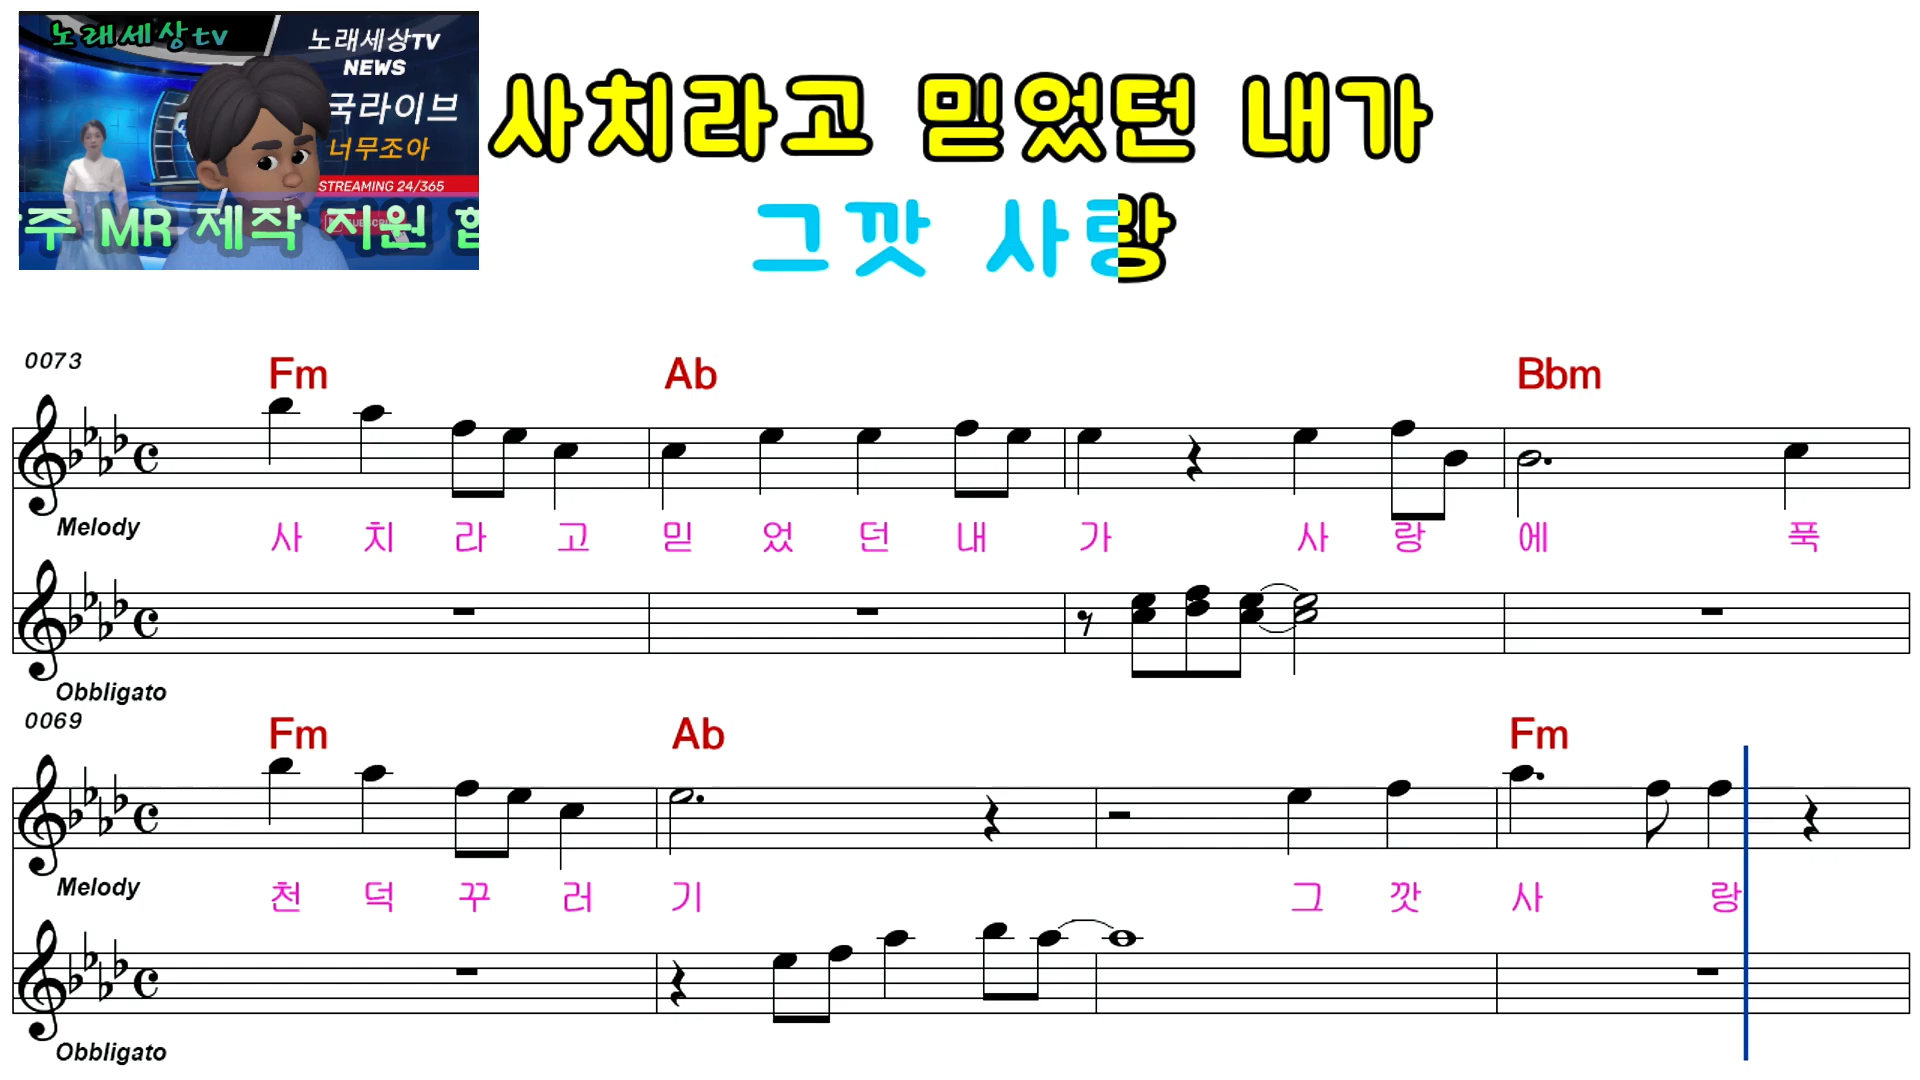 노래세상tv
노래세상TV
NEWS
국라이브
너무조아
STREAMING 24/365
주 MR 제작 지원
사치라고 믿었던 내가
그깟 사랑
0073
Fm Ab Bbm
Melody
사 치 라 고 믿 었 던 내 가 사 랑 에 푹
Obbligato
0069
Fm Ab Fm
Melody
천 덕 꾸 러 기 그 깟 사 랑
Obbligato